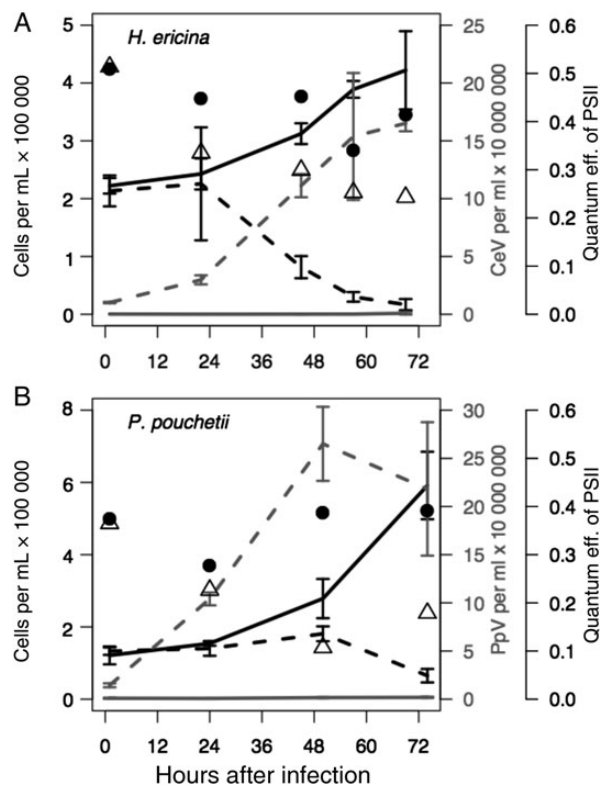 A
H. ericina
5
4
3
2
1
0
Cells per mL × 100 000
25
20
15
10
5
0
CeV per ml x 10 000 000
0.6
0.5
0.4
0.3
0.2
0.1
0.0
Quantum eff. of PSII
0 12 24 36 48 60 72
B
P. pouchetii
8
6
4
2
0
Cells per mL × 100 000
30
25
20
15
10
5
0
PpV per ml x 10 000 000
0.6
0.5
0.4
0.3
0.2
0.1
0.0
Quantum eff. of PSII
0 12 24 36 48 60 72
Hours after infection